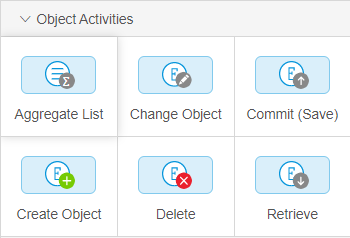 Object Activities
Aggregate List
Change Object
Commit (Save)
Create Object
Delete
Retrieve